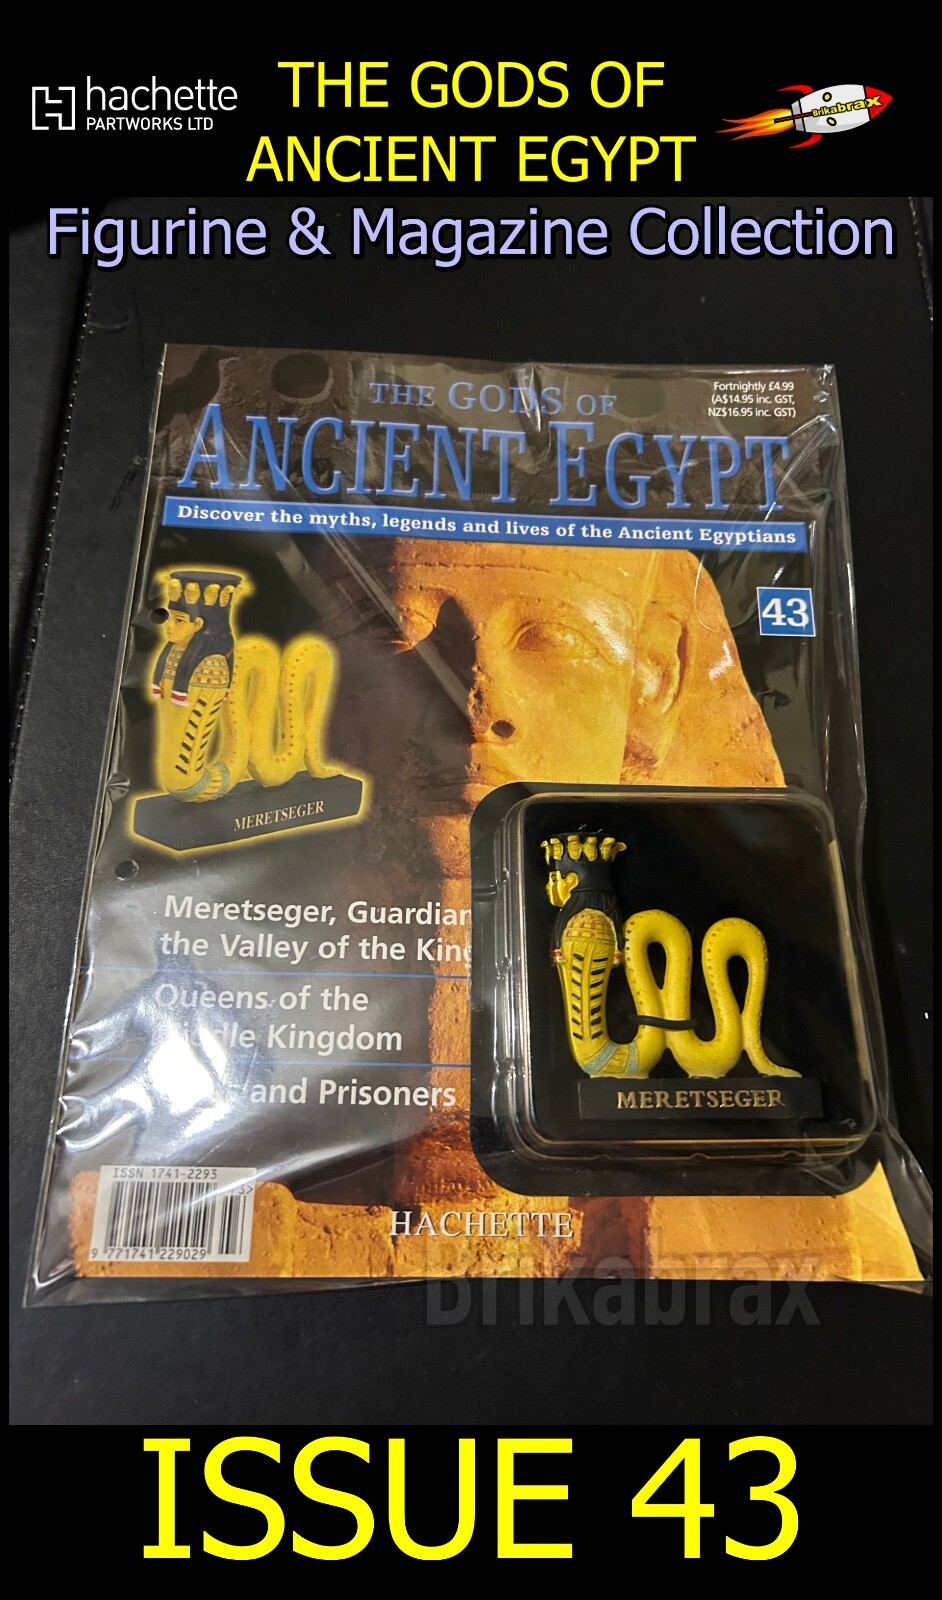 hachette
PARTWORKS LTD
THE GODS OF
ANCIENT EGYPT
Brikabrax
Figurine & Magazine Collection
THE GODS OF
ANCIENT EGYPT
Fortnightly £4.99
(A$14.95 inc. GST,
NZ$16.95 inc. GST)
Discover the myths, legends and lives of the Ancient Egyptians
43
MERETSEGER
Meretseger, Guardian
the Valley of the King
Queens of the
Kingdom
and Prisoners
MERETSEGER
ISSN 1741-2293
9 771741 229029
HACHETTE
Brikabrax
ISSUE 43